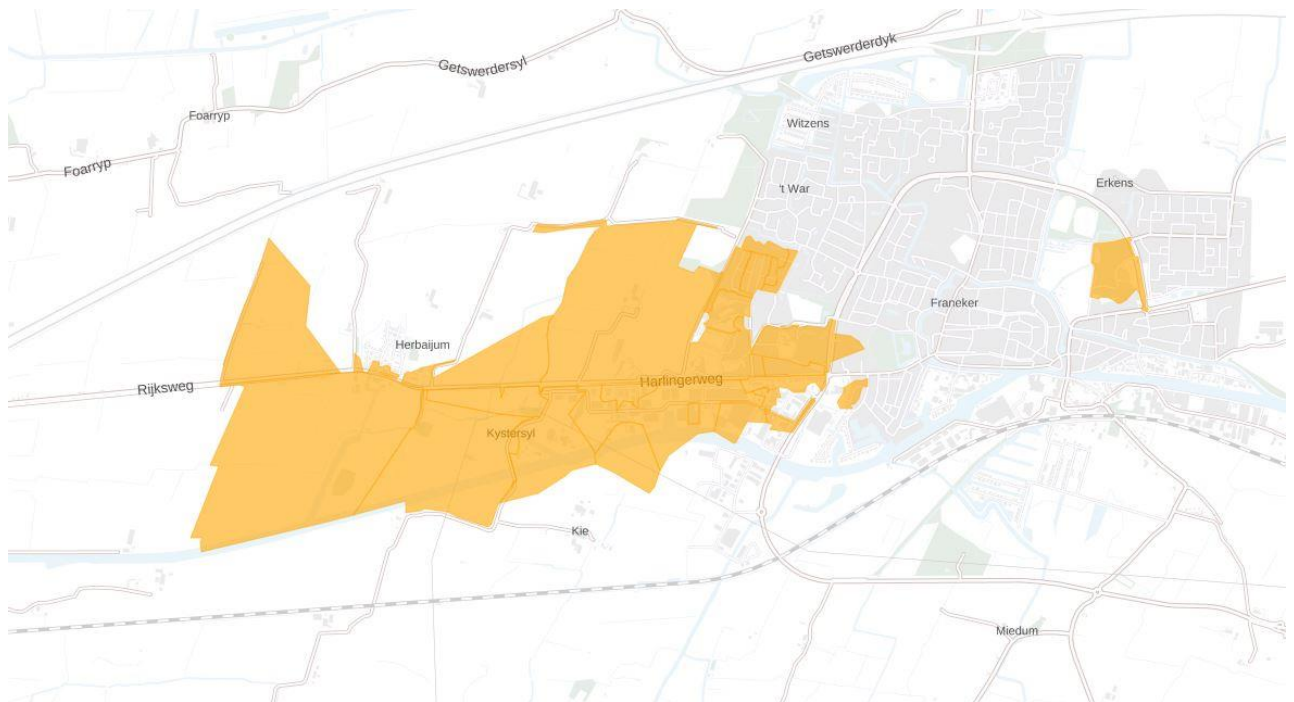 Getswerderdyk
Getswerdersyl
Foarryp
Witzens
Foarryp
't War
Erkens
Franeker
Herbaijum
Rijksweg
Harlingerweg
Kystersyl
Kie
Miedum